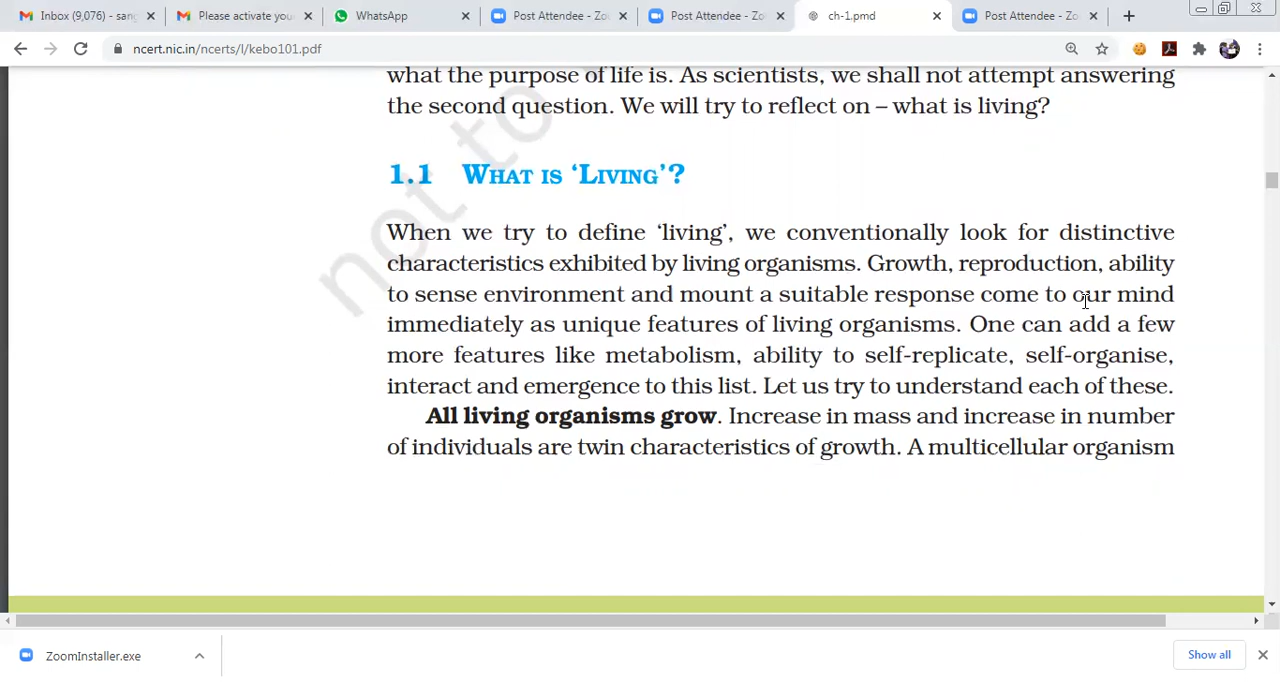 Inbox (9,076) - san
Please activate you
WhatsApp
Post Attendee - Zo
Post Attendee - Zo
ch-1.pmd
Post Attendee - Zo
ncert.nic.in/ncerts/l/kebo101.pdf
what the purpose of life is. As scientists, we shall not attempt answering
the second question. We will try to reflect on – what is living?
not to
1.1 WHAT IS ‘LIVING’?
When we try to define ‘living’, we conventionally look for distinctive
characteristics exhibited by living organisms. Growth, reproduction, ability
to sense environment and mount a suitable response come to our mind
immediately as unique features of living organisms. One can add a few
more features like metabolism, ability to self-replicate, self-organise,
interact and emergence to this list. Let us try to understand each of these.
All living organisms grow. Increase in mass and increase in number
of individuals are twin characteristics of growth. A multicellular organism
ZoomInstaller.exe
Show all